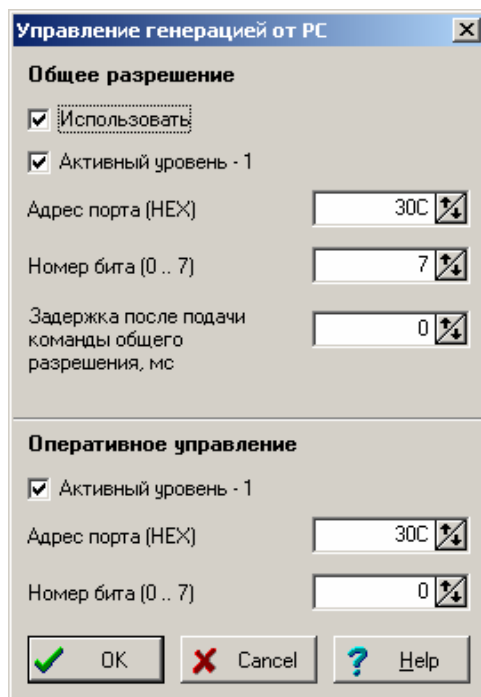 Управление генерацией от PC
Общее разрешение
Использовать
Активный уровень - 1
Адрес порта (HEX) 30C
Номер бита (0 .. 7) 7
Задержка после подачи 0
команды общего
разрешения, мс
Оперативное управление
Активный уровень - 1
Адрес порта (HEX) 30C
Номер бита (0 .. 7) 0
OK Cancel Help